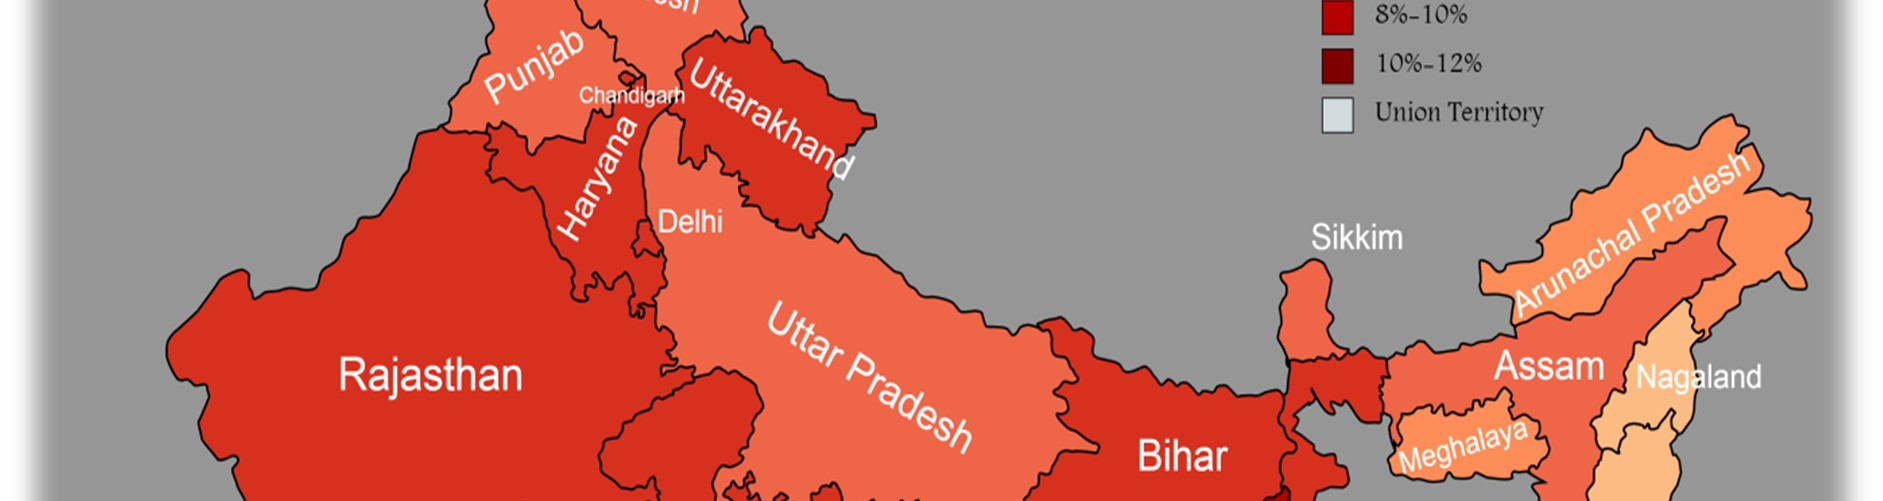 8%-10%
Punjab
10%-12%
Chandigarh
Uttarakhand
Union Territory
Haryana
Delhi
Sikkim
Arunachal Pradesh
Rajasthan
Uttar Pradesh
Assam
Nagaland
Bihar
Meghalaya